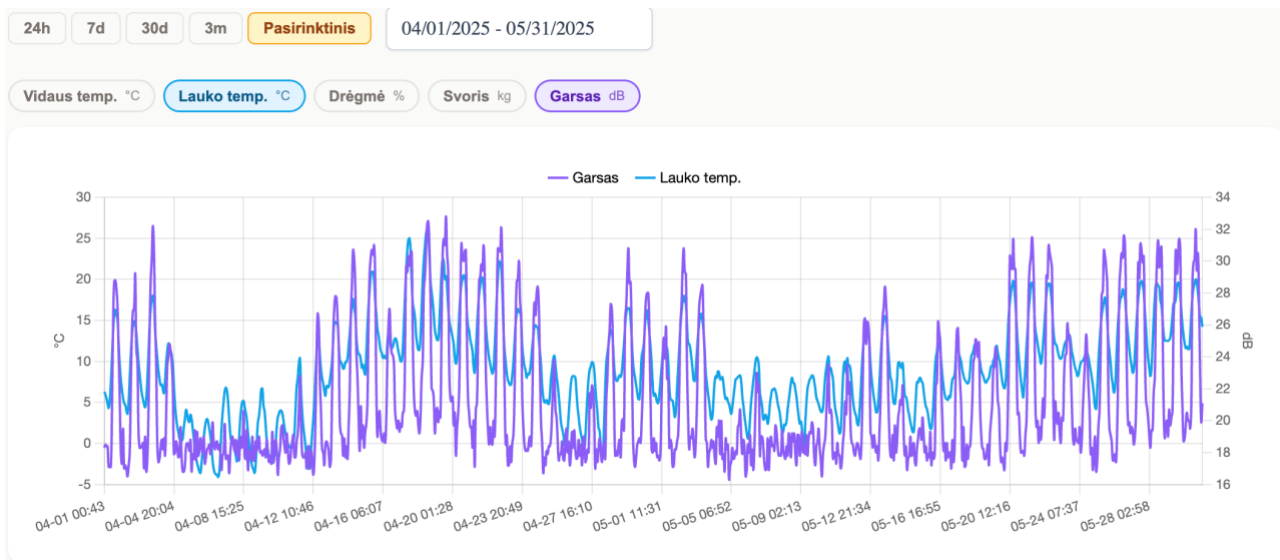 24h 7d 30d 3m Pasirinktinis 04/01/2025 - 05/31/2025
Vidaus temp. °C Lauko temp. °C Drėgmė % Svoris kg Garsas dB
Garsas Lauko temp.
30 34
25 32
20 30
15 28
10 26
5 24
0 22
-5 20
18
16
°C
dB
04-01 00:43 04-04 20:04 04-08 15:25 04-12 10:46 04-16 06:07 04-20 01:28 04-23 20:49 04-27 16:10 05-01 11:31 05-05 06:52 05-09 02:13 05-12 21:34 05-16 16:55 05-20 12:16 05-24 07:37 05-28 02:58